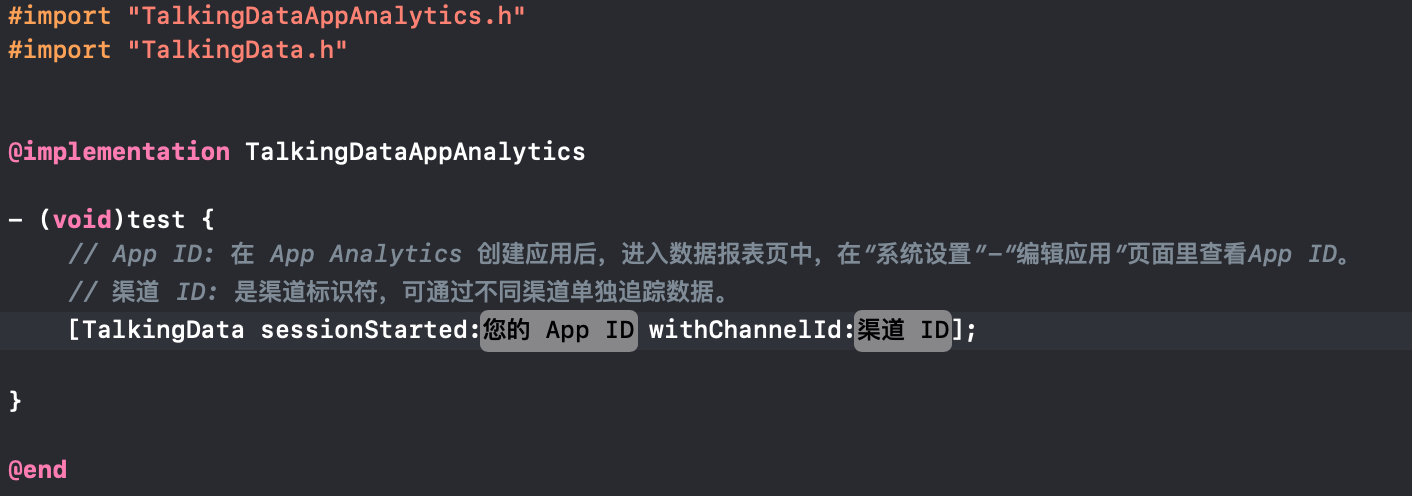 #import "TalkingDataAppAnalytics.h"
#import "TalkingData.h"
@implementation TalkingDataAppAnalytics
- (void)test {
// App ID: 在 App Analytics 创建应用后，进入数据报表页中，在“系统设置”-“编辑应用”页面里查看App ID。
// 渠道 ID: 是渠道标识符，可通过不同渠道单独追踪数据。
[TalkingData sessionStarted:您的 App ID withChannelId:渠道 ID];
}
@end